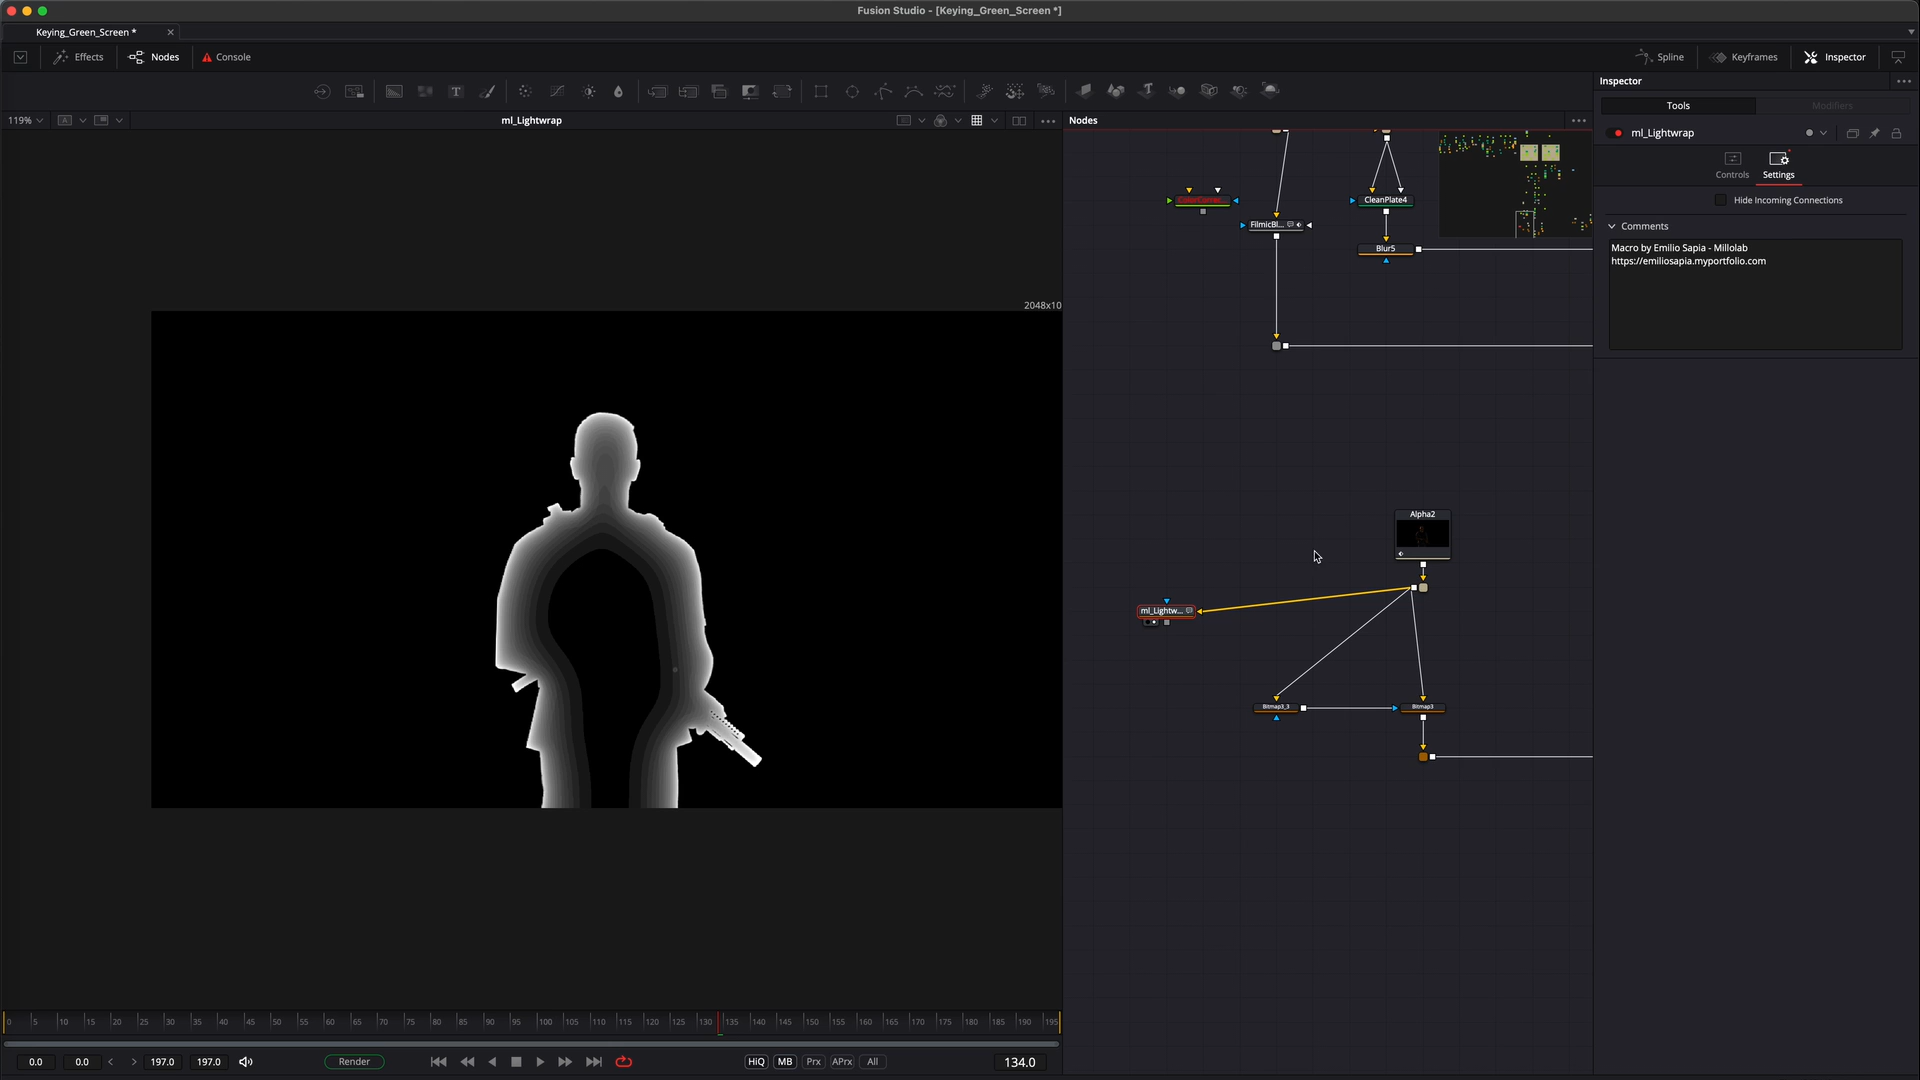 Fusion Studio - [Keying_Green_Screen *]
Keying_Green_Screen *
Effects
Nodes
Console
Spline
Keyframes
Inspector
T
Inspector
119%
A
ml_Lightwrap
Nodes
Tools
Modifiers
ml_Lightwrap
Controls
Settings
Hide Incoming Connections
Comments
Macro by Emilio Sapia - Millolab
https://emiliosapia.myportfolio.com
CleanPlate4
FilmicBl...
Blur5
2048x10
Alpha2
ml_Lightw...
Bitmap3_3
Bitmap3
0 5 10 15 20 25 30 35 40 45 50 55 60 65 70 75 80 85 90 95 100 105 110 115 120 125 130 135 140 145 150 155 160 165 170 175 180 185 190 195
0.0
0.0
197.0
197.0
Render
HiQ
MB
Prx
APrx
All
134.0